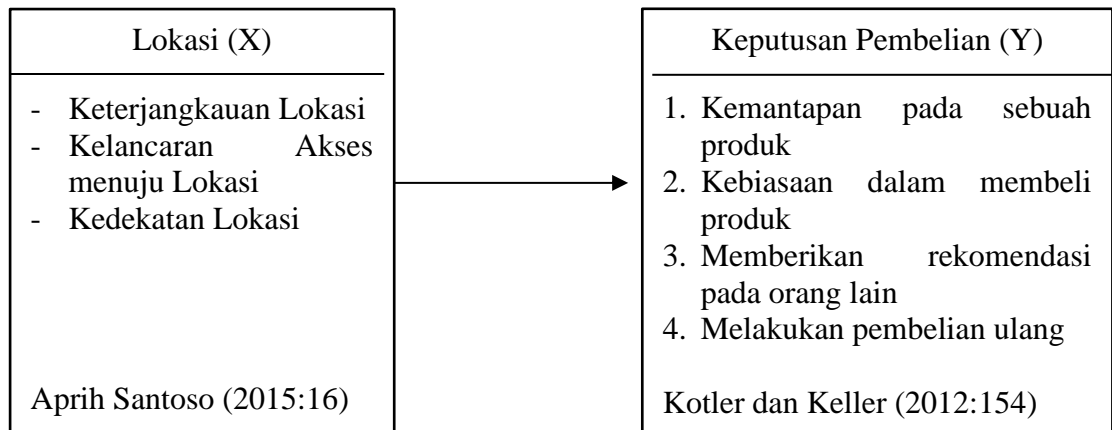 Lokasi (X)
- Keterjangkauan Lokasi
- Kelancaran Akses
menuju Lokasi
- Kedekatan Lokasi
Aprih Santoso (2015:16)
Keputusan Pembelian (Y)
1. Kemantapan pada sebuah
produk
2. Kebiasaan dalam membeli
produk
3. Memberikan rekomendasi
pada orang lain
4. Melakukan pembelian ulang
Kotler dan Keller (2012:154)